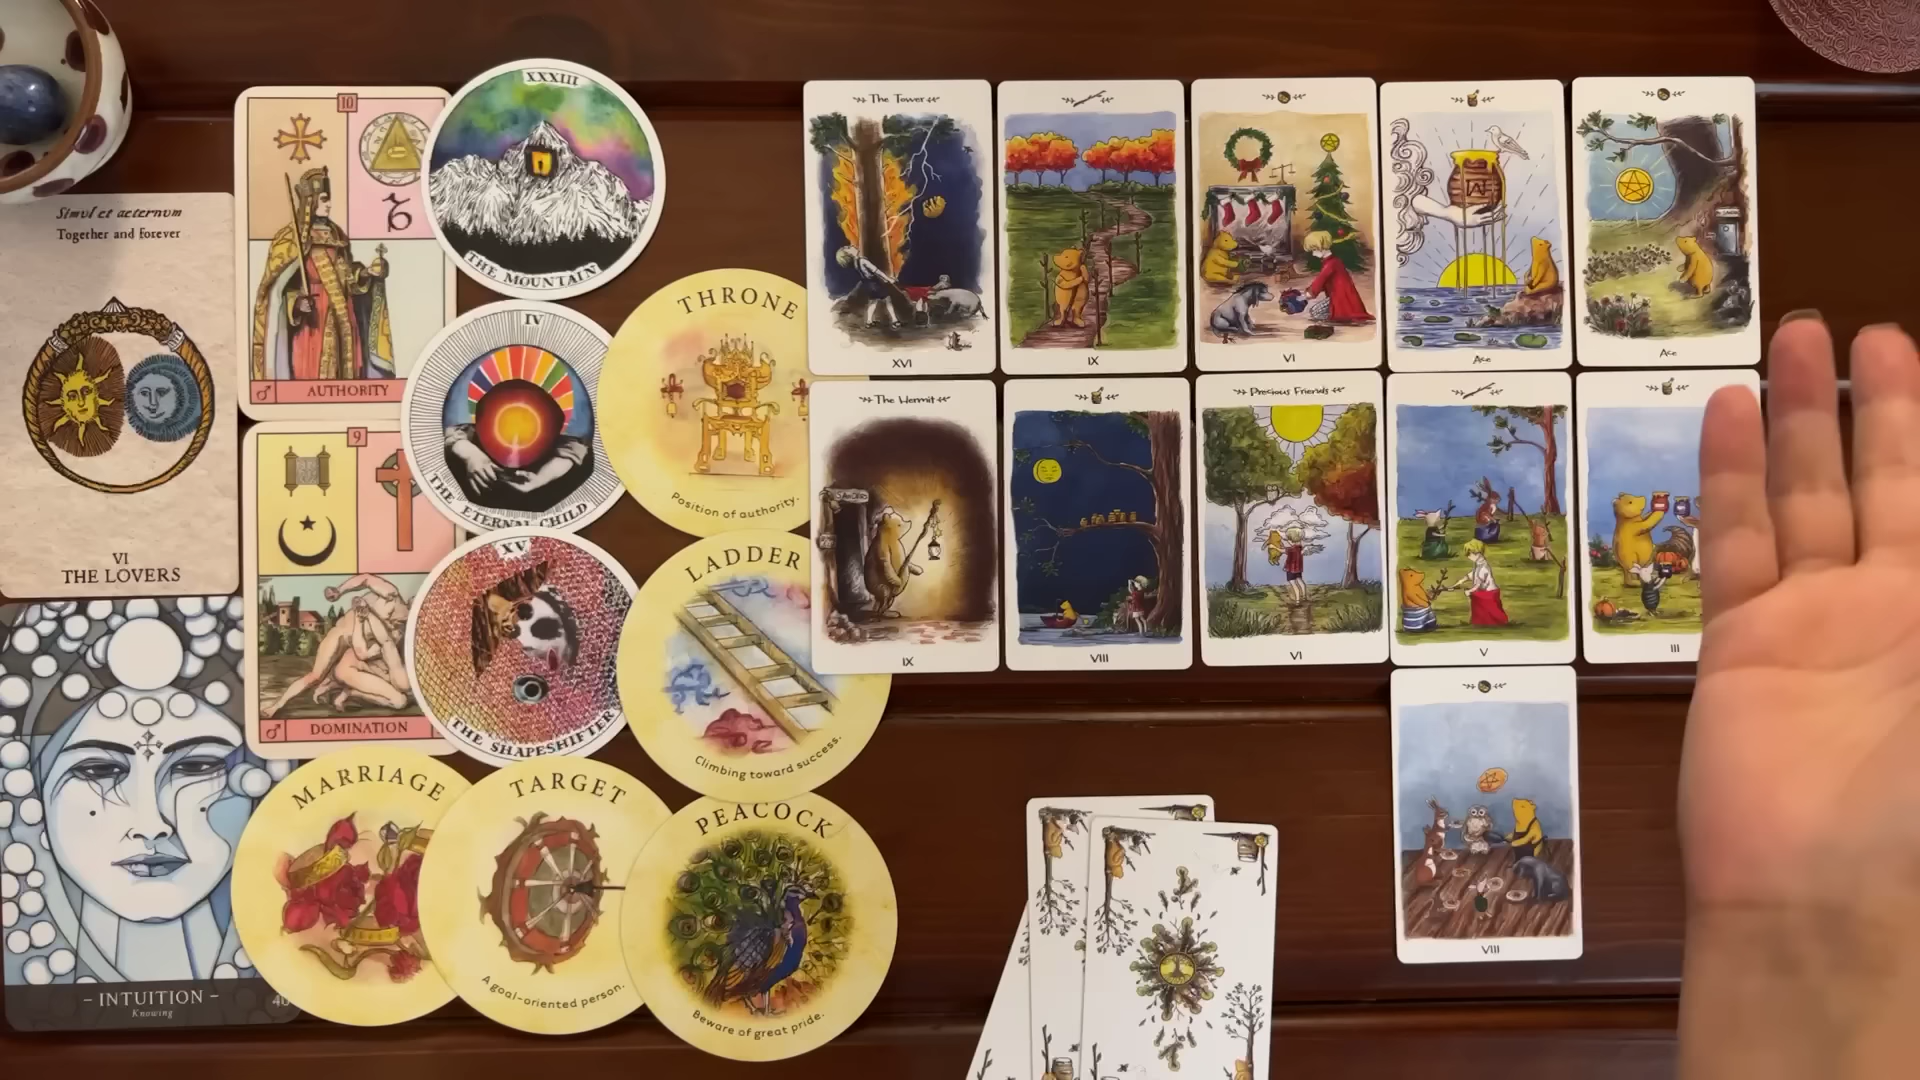 Simul et aeternum
Together and forever
VI
THE LOVERS
- INTUITION -
Knowing
10
AUTHORITY
9
DOMINATION
XXXIII
THE MOUNTAIN
IV
THE ETERNAL CHILD
XV
THE SHAPESHIFTER
THRONE
Position of authority.
LADDER
Climbing toward success.
MARRIAGE
TARGET
A goal-oriented person.
PEACOCK
Beware of great pride.
The Tower
XVI
IX
VI
Ace
Ace
The Hermit
SANDERS
IX
VIII
Precious Friends
VI
V
III
VIII